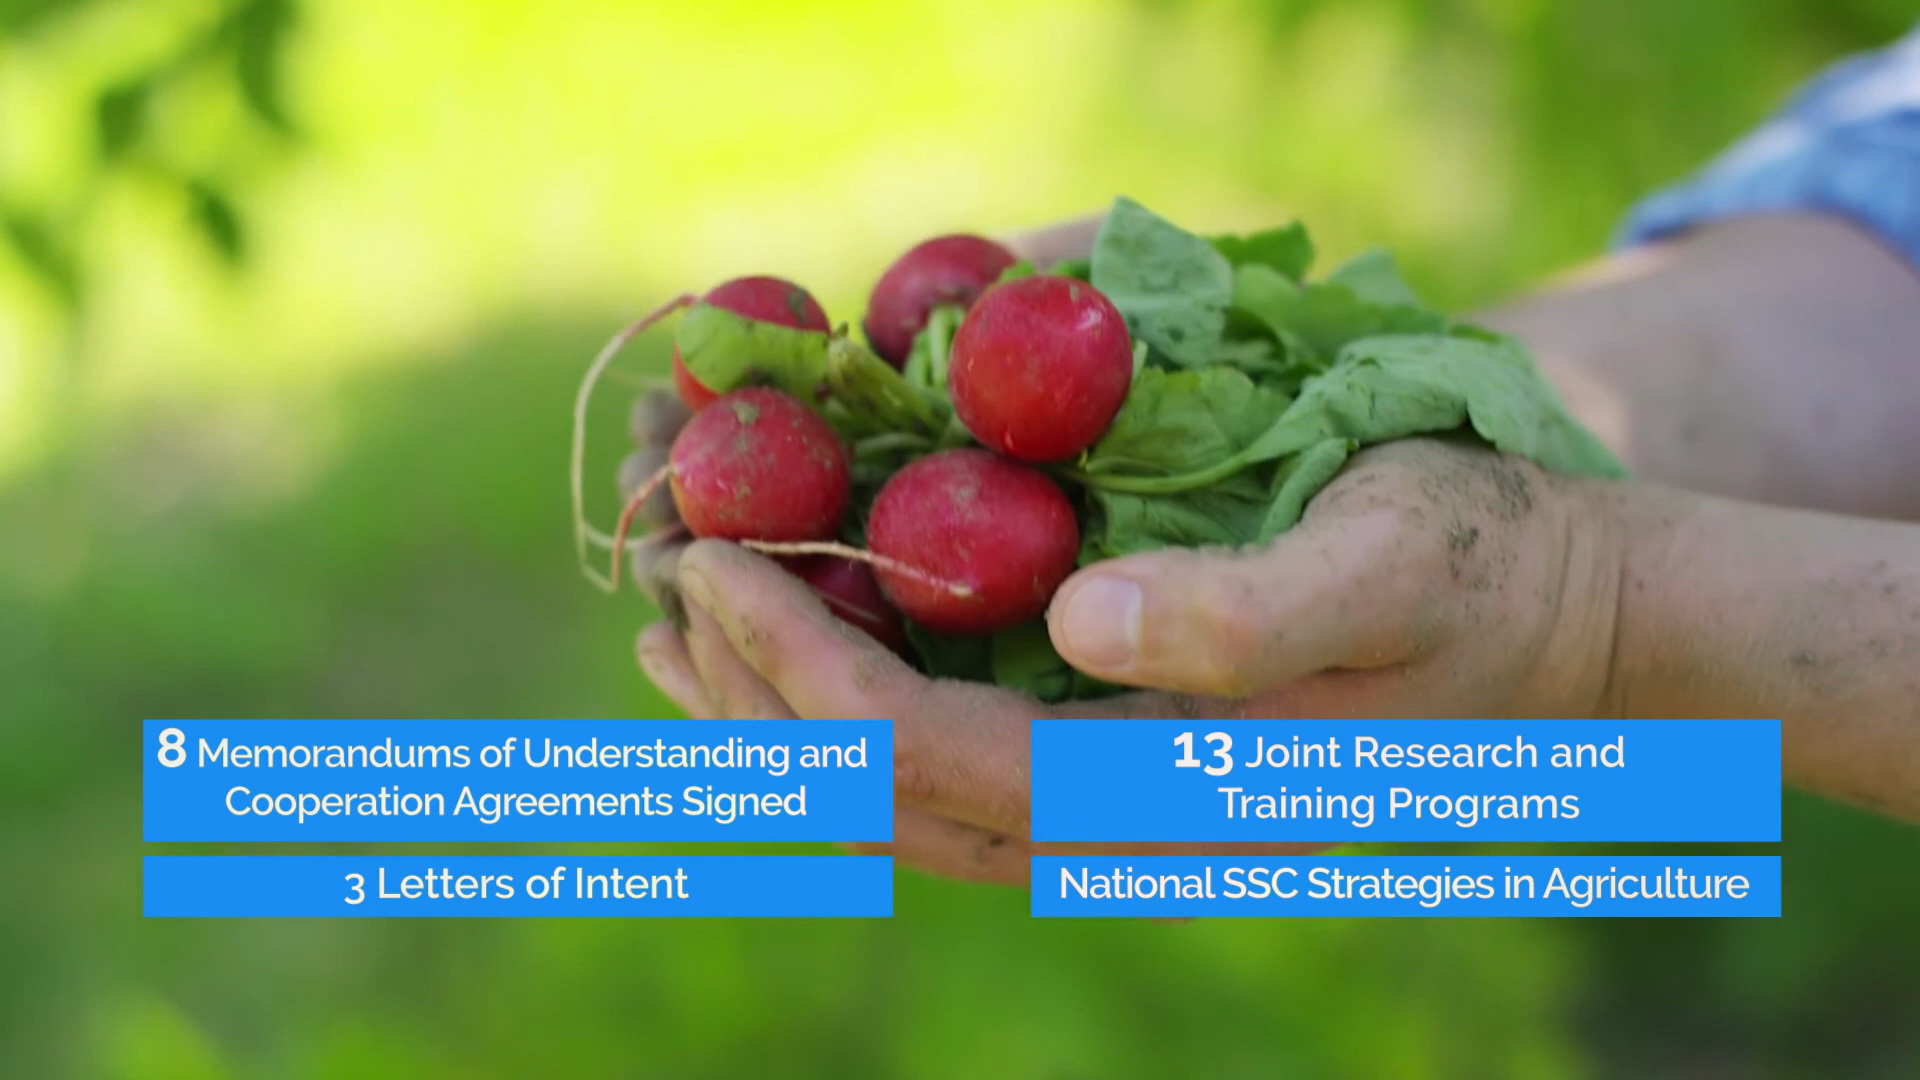 8 Memorandums of Understanding and
Cooperation Agreements Signed
3 Letters of Intent
13 Joint Research and
Training Programs
National SSC Strategies in Agriculture